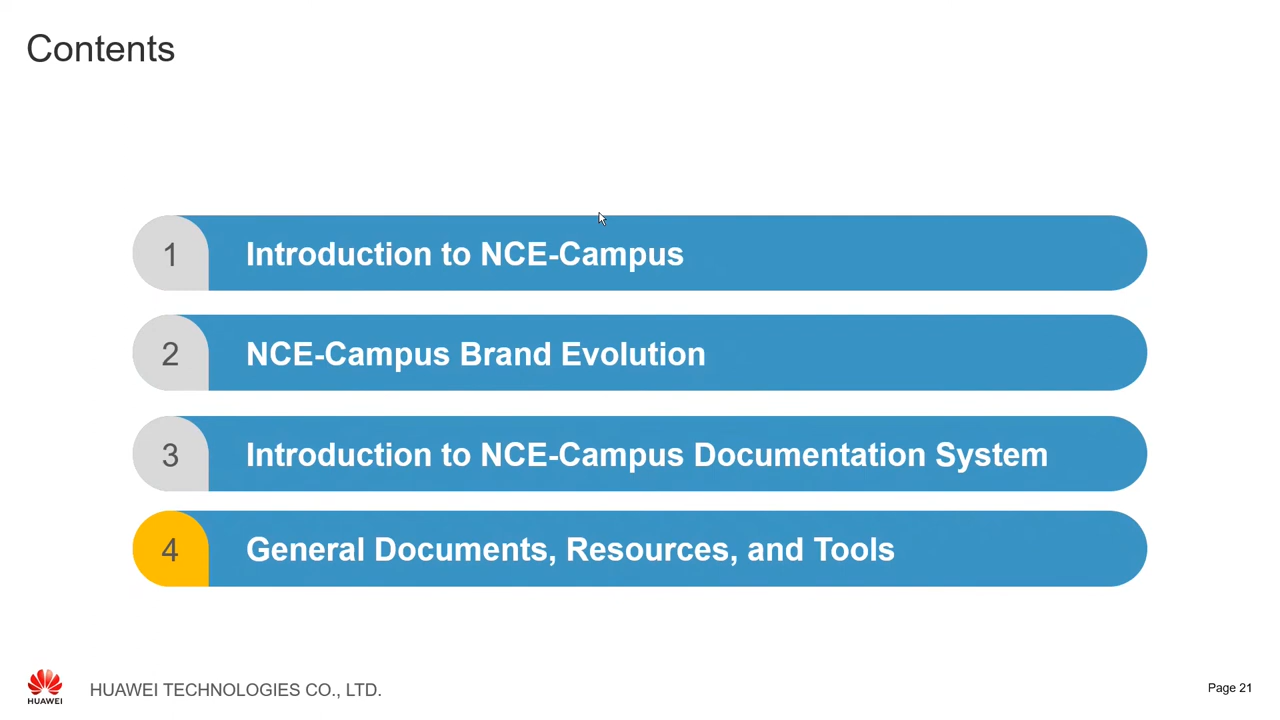 Contents
1 Introduction to NCE-Campus
2 NCE-Campus Brand Evolution
3 Introduction to NCE-Campus Documentation System
4 General Documents, Resources, and Tools
HUAWEI
HUAWEI TECHNOLOGIES CO., LTD.
Page 21